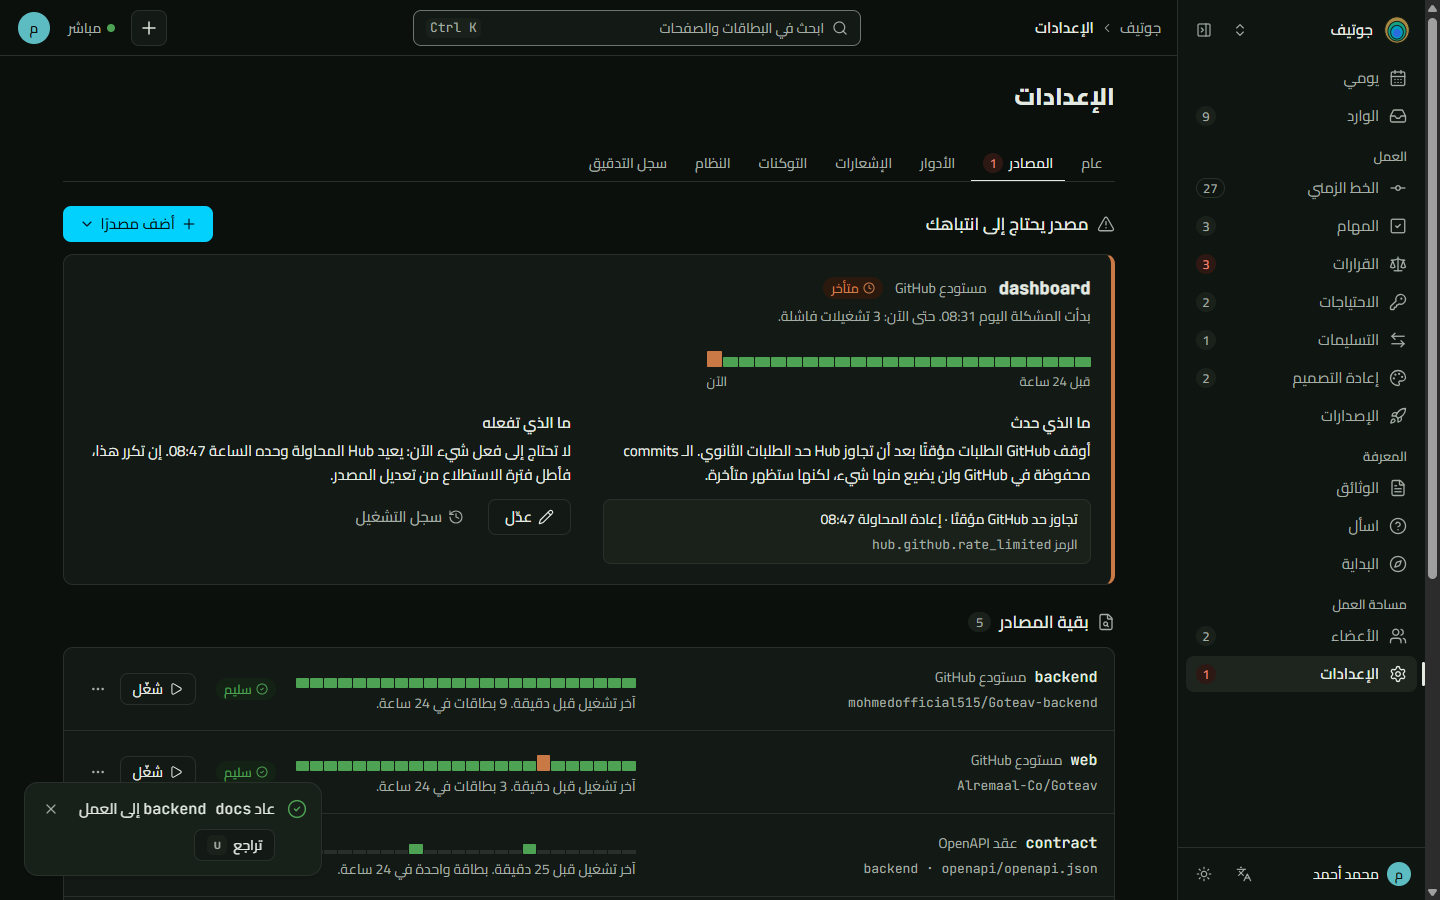 جوتيف
يومي
الوارد 9
العمل
الخط الزمني 27
المهام 3
القرارات 3
الاحتياجات 2
التسليمات 1
إعادة التصميم 2
الإصدارات
المعرفة
الوثائق
اسأل
البداية
مساحة العمل
الأعضاء 2
الإعدادات 1
م محمد أحمد
جوتيف › الإعدادات
ابحث في البطاقات والصفحات Ctrl K
مباشر م
الإعدادات
عام المصادر 1 الأدوار الإشعارات التوكنات النظام سجل التدقيق
مصدر يحتاج إلى انتباهك
أضف مصدرًا
dashboard مستودع GitHub متأخر
بدأت المشكلة اليوم 08:31. حتى الآن: 3 تشغيلات فاشلة.
قبل 24 ساعة الآن
ما الذي حدث
أوقف GitHub الطلبات مؤقتًا بعد أن تجاوز Hub حد الطلبات الثانوي. الـ commits
محفوظة في GitHub ولن يضيع منها شيء، لكنها ستظهر متأخرة.
تجاوز حد GitHub مؤقتًا · إعادة المحاولة 08:47
الرمز hub.github.rate_limited
ما الذي تفعله
لا تحتاج إلى فعل شيء الآن: يعيد Hub المحاولة وحده الساعة 08:47. إن تكرر هذا،
فأطل فترة الاستطلاع من تعديل المصدر.
عدّل سجل التشغيل
بقية المصادر 5
backend مستودع GitHub
mohmedofficial515/Goteav-backend
آخر تشغيل قبل دقيقة. 9 بطاقات في 24 ساعة.
سليم شغّل
web مستودع GitHub
Alremaal-Co/Goteav
آخر تشغيل قبل دقيقة. 3 بطاقات في 24 ساعة.
سليم شغّل
contract عقد OpenAPI
backend · openapi/openapi.json
آخر تشغيل قبل 25 دقيقة. بطاقة واحدة في 24 ساعة.
عاد backend docs إلى العمل
تراجع U